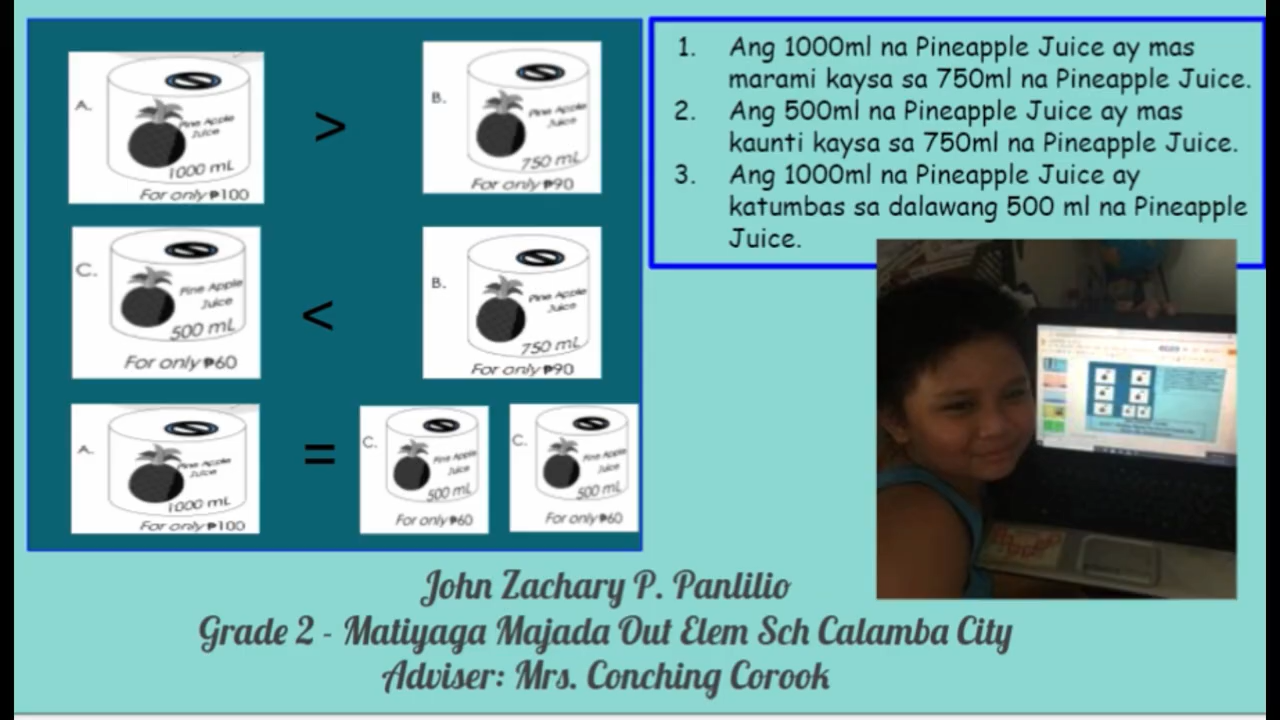 A.
Pine Apple
Juice
1000 mL
For only ₱100
>
B.
Pine Apple
Juice
750 mL
For only ₱90
C.
Pine Apple
Juice
500 mL
For only ₱60
<
B.
Pine Apple
Juice
750 mL
For only ₱90
A.
Pine Apple
Juice
1000 mL
For only ₱100
=
C.
Pine Apple
Juice
500 mL
For only ₱60
C.
Pine Apple
Juice
500 mL
For only ₱60
1. Ang 1000ml na Pineapple Juice ay mas
marami kaysa sa 750ml na Pineapple Juice.
2. Ang 500ml na Pineapple Juice ay mas
kaunti kaysa sa 750ml na Pineapple Juice.
3. Ang 1000ml na Pineapple Juice ay
katumbas sa dalawang 500 ml na Pineapple
Juice.
John Zachary P. Panlilio
Grade 2 - Matiyaga Majada Out Elem Sch Calamba City
Adviser: Mrs. Conching Corook